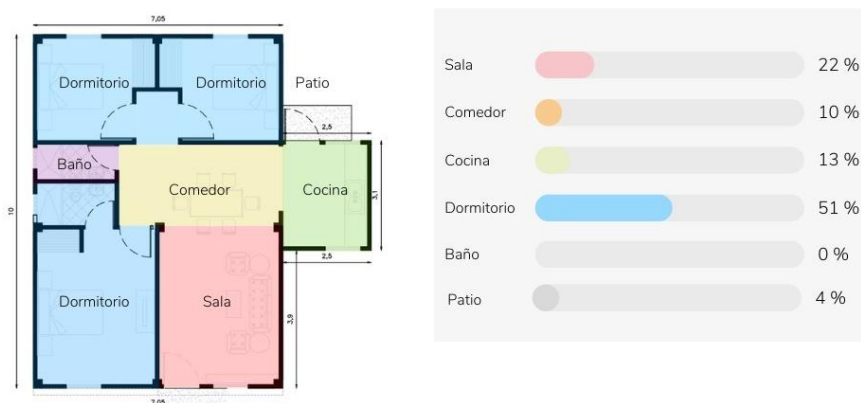 7,05
Dormitorio
Dormitorio
Patio
2,5
Baño
Comedor
Cocina
10
3,1
2,5
Dormitorio
Sala
3,9
7,05
Sala 22 %
Comedor 10 %
Cocina 13 %
Dormitorio 51 %
Baño 0 %
Patio 4 %